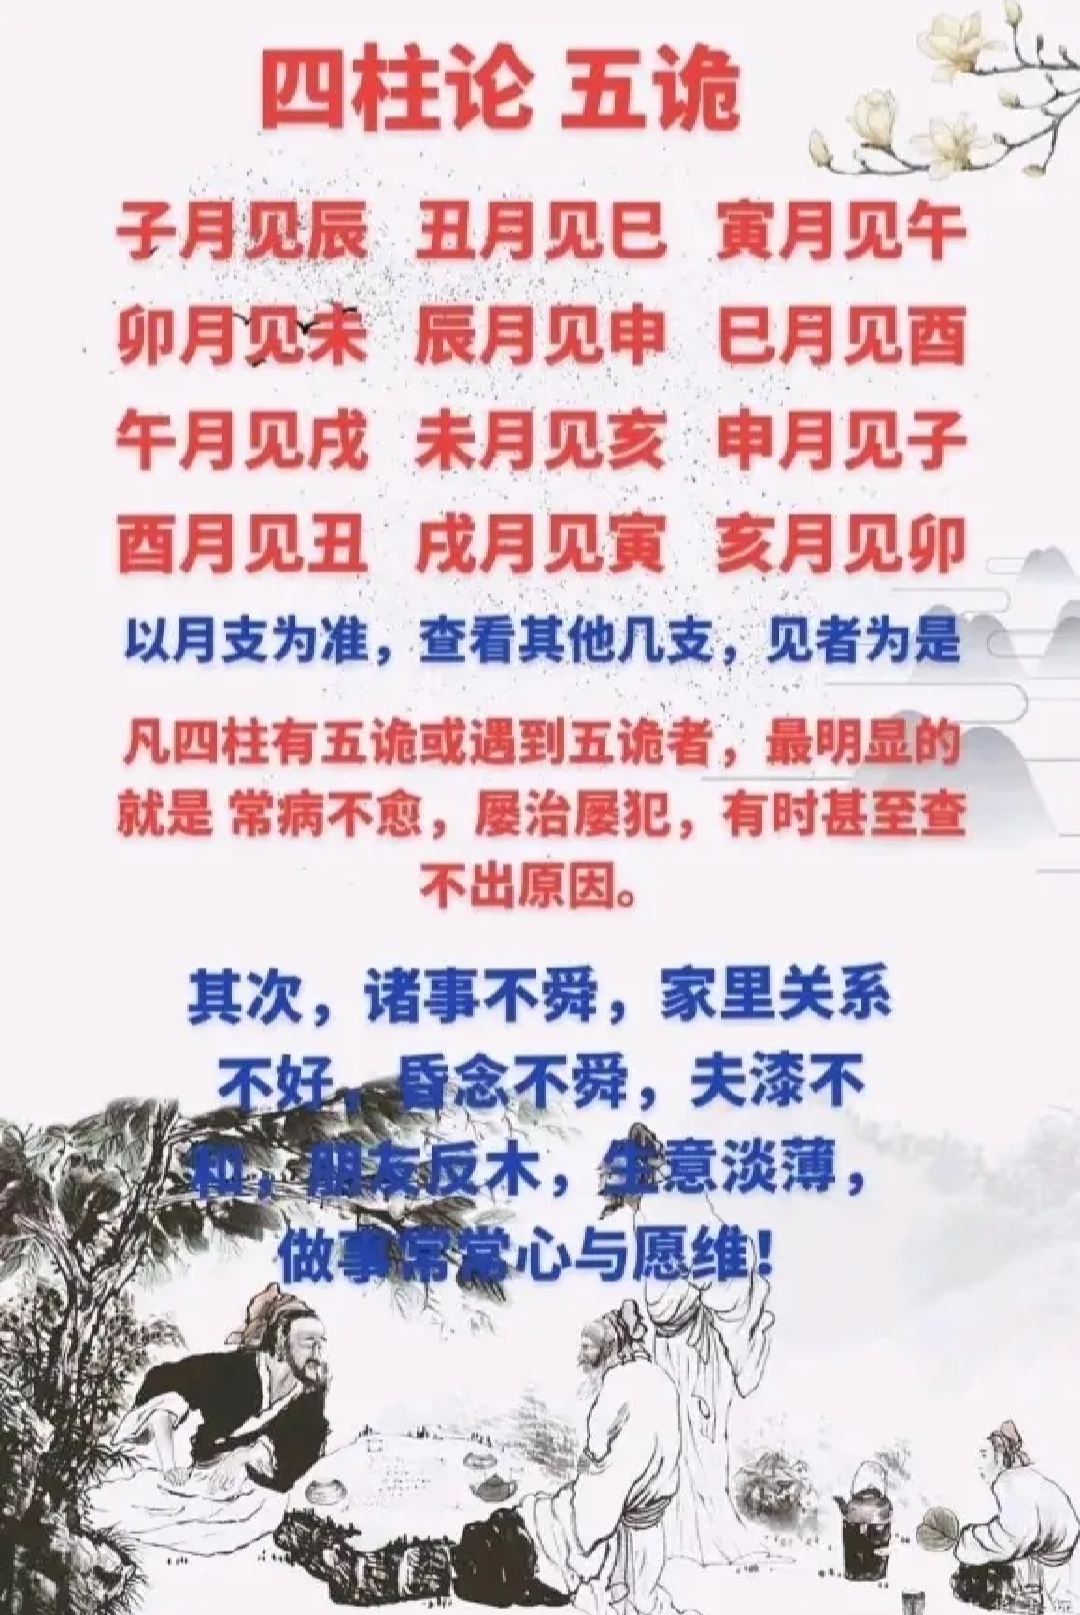 四柱论 五诡
子月见辰 丑月见巳 寅月见午
卯月见未 辰月见申 巳月见酉
午月见戌 未月见亥 申月见子
酉月见丑 戌月见寅 亥月见卯
以月支为准，查看其他几支，见者为是
凡四柱有五诡或遇到五诡者，最明显的
就是 常病不愈，屡治屡犯，有时甚至查
不出原因。
其次，诸事不舜，家里关系
不好，昏念不舜，夫漆不
和，朋友反木，生意淡薄，
做事常常心与愿维！